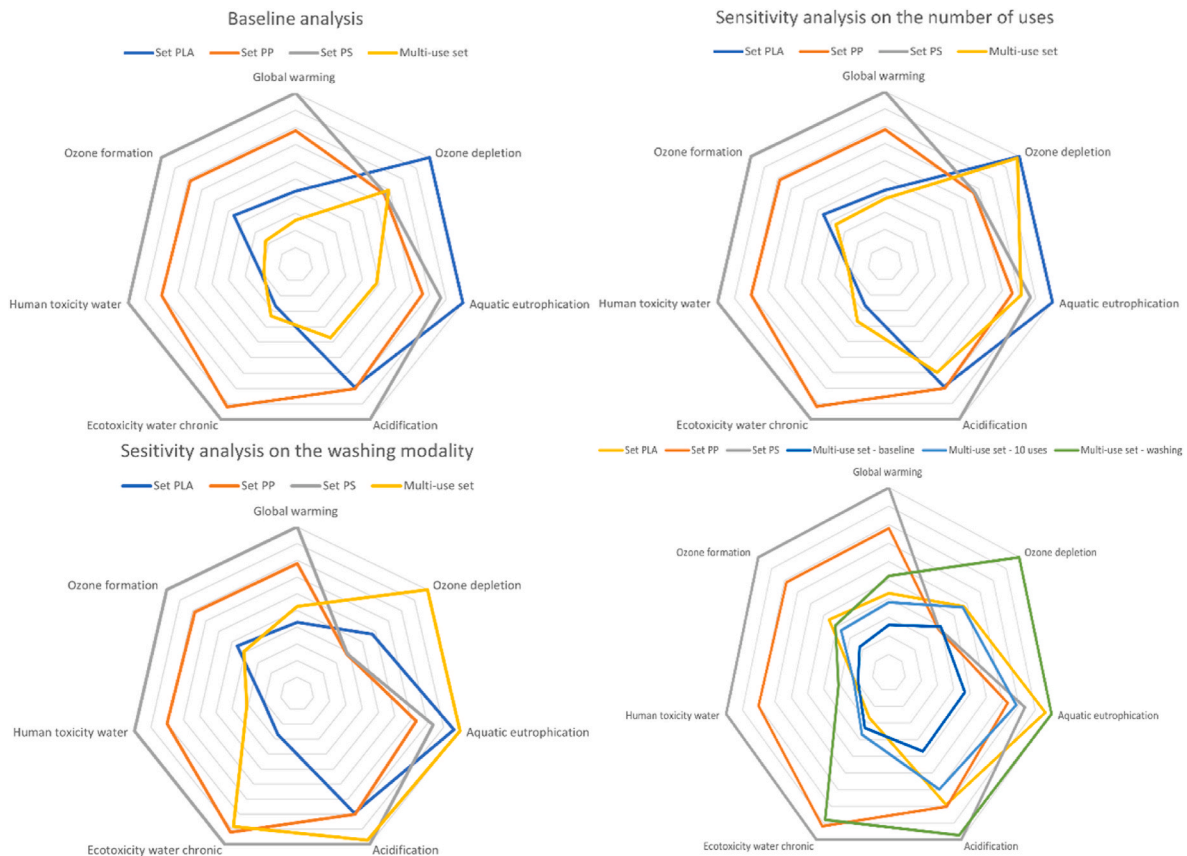 Baseline analysis
Set PLA Set PP Set PS Multi-use set
Global warming
Ozone depletion
Aquatic eutrophication
Acidification
Ecotoxicity water chronic
Human toxicity water
Ozone formation
Sensitivity analysis on the number of uses
Set PLA Set PP Set PS Multi-use set
Global warming
Ozone depletion
Aquatic eutrophication
Acidification
Ecotoxicity water chronic
Human toxicity water
Ozone formation
Sesitivity analysis on the washing modality
Set PLA Set PP Set PS Multi-use set
Global warming
Ozone depletion
Aquatic eutrophication
Acidification
Ecotoxicity water chronic
Human toxicity water
Ozone formation
Set PLA Set PP Set PS Multi-use set - baseline Multi-use set - 10 uses Multi-use set - washing
Global warming
Ozone depletion
Aquatic eutrophication
Acidification
Ecotoxicity water chronic
Human toxicity water
Ozone formation